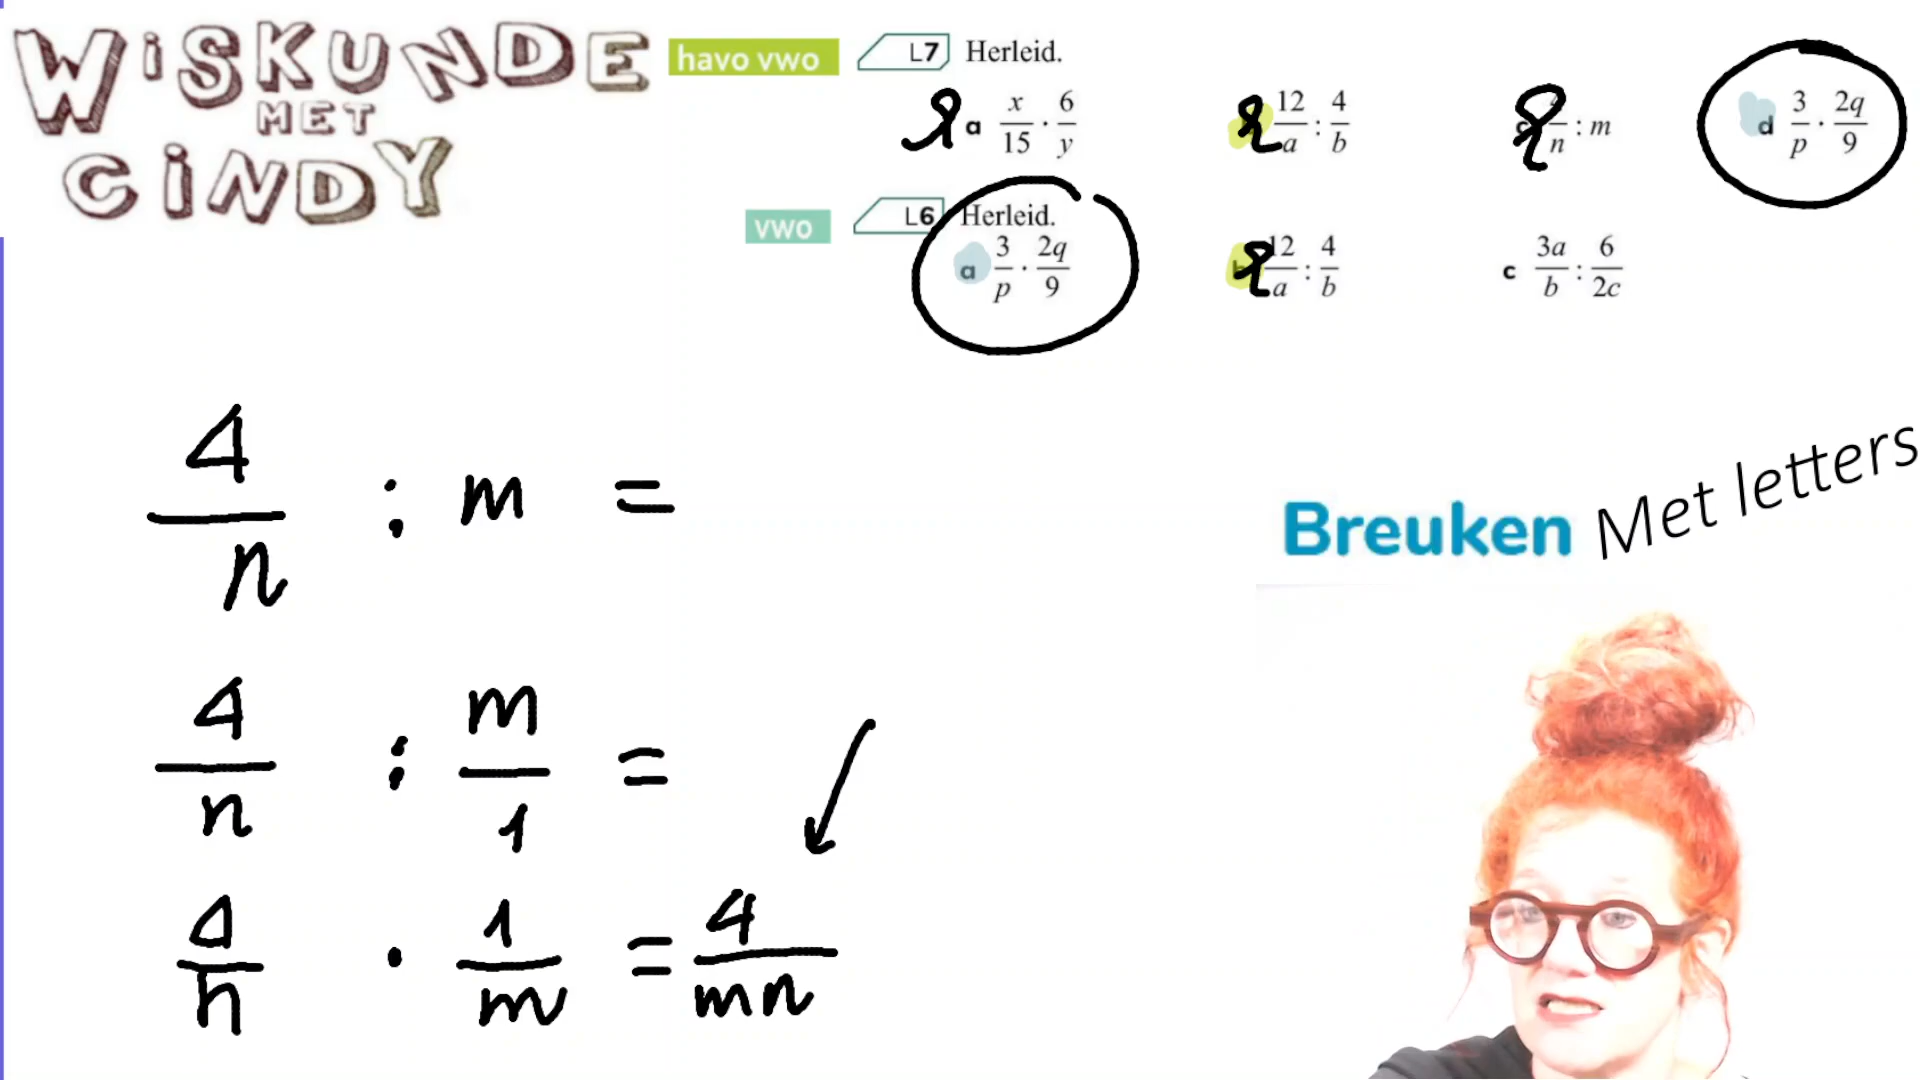 WiSKUNDE
MET
CiNDY
havo vwo
L7 Herleid.
a x/15 · 6/y
12/a : 4/b
c /n : m
d 3/p · 2q/9
vwo
L6 Herleid.
a 3/p · 2q/9
b 12/a : 4/b
c 3a/b : 6/2c
4/n : m =
Breuken Met letters
4/n : m/1 =
4/n · 1/m = 4/mn